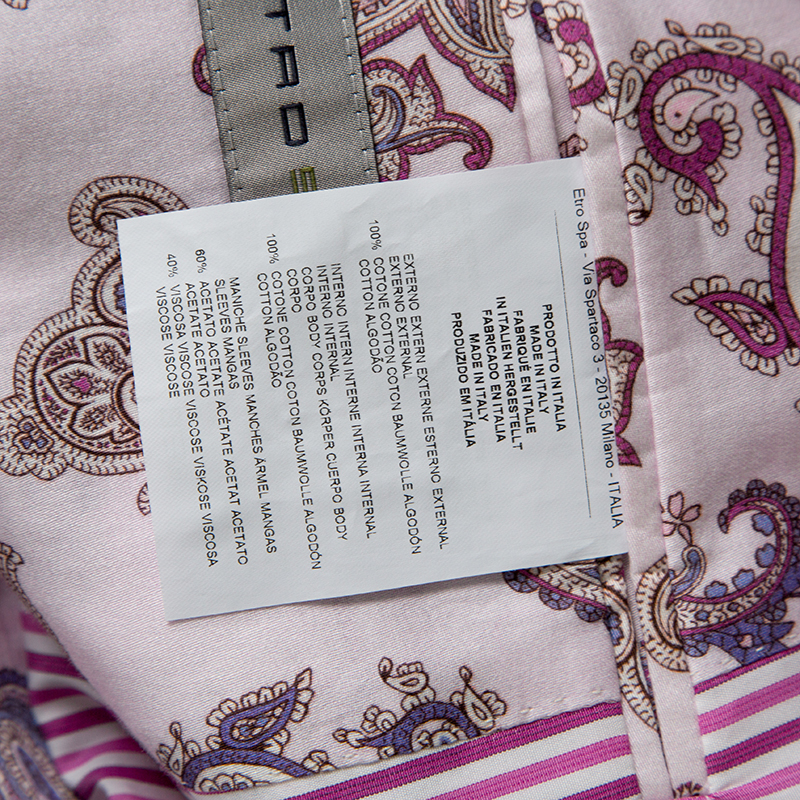 Etro Spa - Via Spartaco 3 - 20135 Milano - ITALIA
PRODOTTO IN ITALIA
MADE IN ITALY
FABRIQUÉ EN ITALIE
IN ITALIEN HERGESTELLT
FABRICADO EN ITALIA
MADE IN ITALY
PRODUZIDO EM ITÁLIA
EXTERNO EXTERN EXTERNE ESTERNO EXTERNO EXTERNAL
EXTERNO EXTERNAL
100% COTONE COTTON COTON BAUMWOLLE ALGODÓN
COTTON ALGODÃO
INTERNO INTERN INTERNE INTERNA INTERNAL
INTERNO INTERNAL
CORPO BODY CORPS KÖRPER CUERPO BODY
CORPO
100% COTONE COTTON COTON BAUMWOLLE ALGODÓN
COTTON ALGODÃO
MANICHE SLEEVES MANCHES ÄRMEL MANGAS
SLEEVES MANGAS
60% ACETATO ACETATE ACÉTATE ACETAT ACETATO
ACETATE ACETATO
40% VISCOSA VISCOSE VISCOSE VISKOSE VISCOSA
VISCOSE VISCOSE